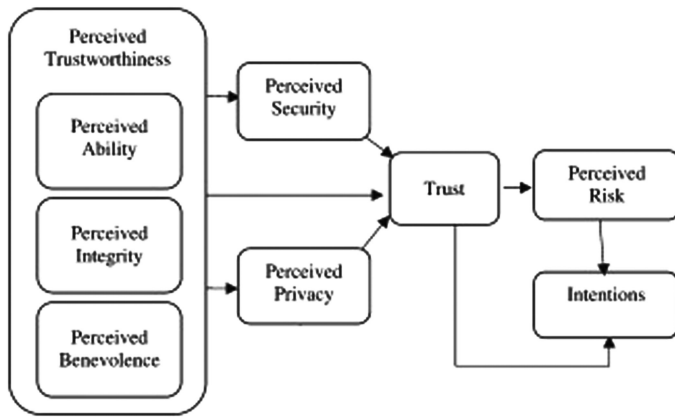 Perceived
Trustworthiness
Perceived
Ability
Perceived
Integrity
Perceived
Benevolence
Perceived
Security
Perceived
Privacy
Trust
Perceived
Risk
Intentions